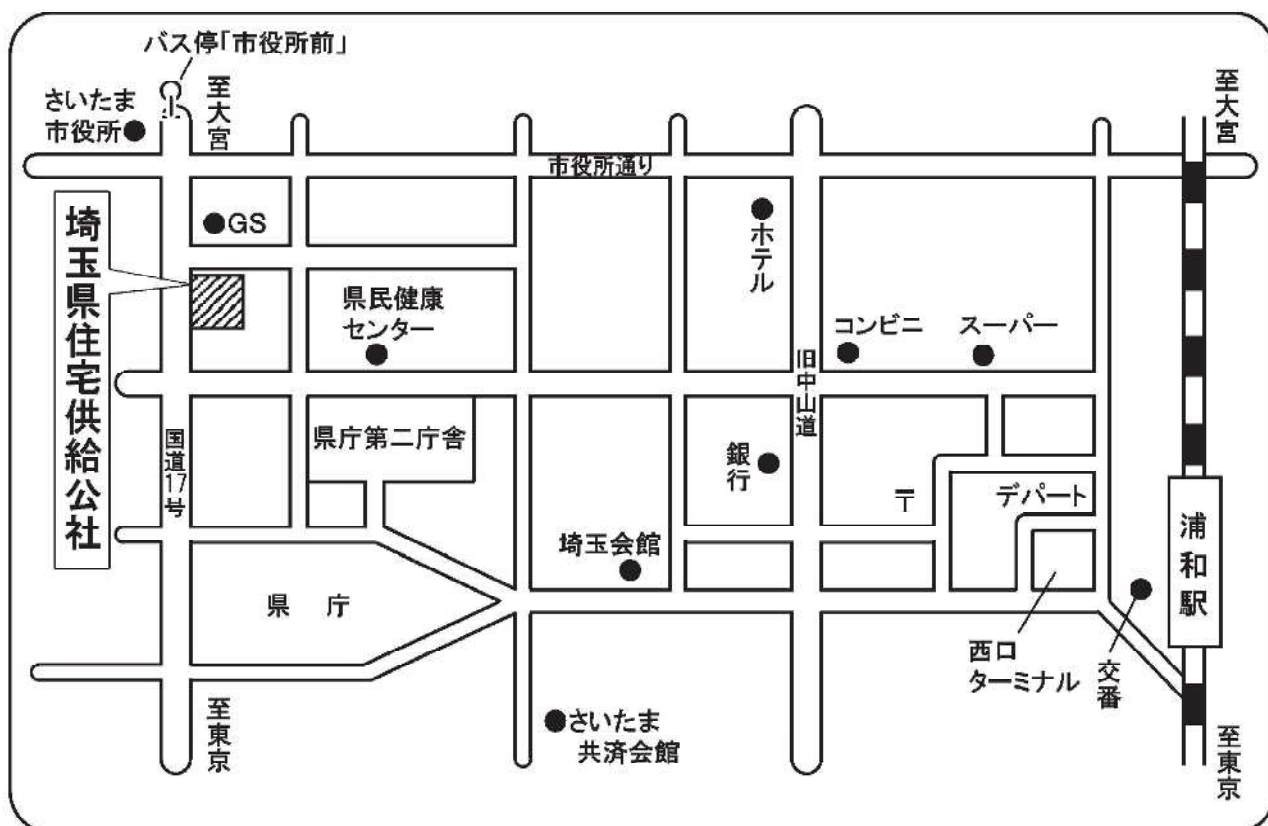 バス停「市役所前」
さいたま
市役所
至大宮
至大宮
市役所通り
GS
ホテル
埼玉県住宅供給公社
県民健康
センター
コンビニ
スーパー
旧中山道
国道17号
県庁第二庁舎
銀行
〒
デパート
浦和駅
埼玉会館
県 庁
西口
ターミナル
交番
至東京
さいたま
共済会館
至東京